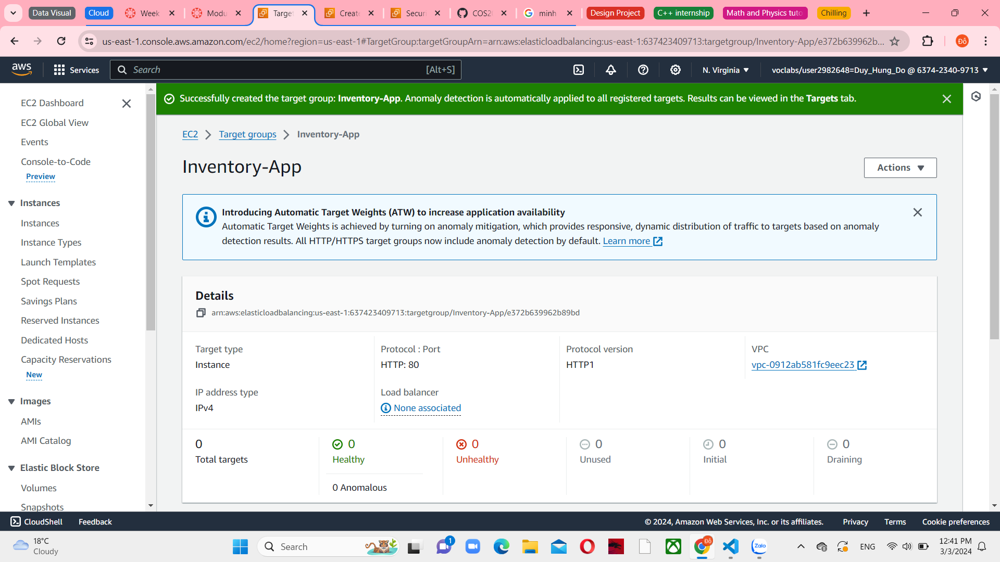 Data Visual
Cloud
Week
Modu
Target
Create
Securi
COS20
minh
Design Project
C++ internship
Math and Physics tuto
Chilling
us-east-1.console.aws.amazon.com/ec2/home?region=us-east-1#TargetGroup:targetGroupArn=arn:aws:elasticloadbalancing:us-east-1:637423409713:targetgroup/Inventory-App/e372b639962b...
Đỗ
aws
Services
Search
[Alt+S]
N. Virginia
voclabs/user2982648=Duy_Hung_Do @ 6374-2340-9713
EC2 Dashboard
EC2 Global View
Events
Console-to-Code
Preview
Instances
Instances
Instance Types
Launch Templates
Spot Requests
Savings Plans
Reserved Instances
Dedicated Hosts
Capacity Reservations
New
Images
AMIs
AMI Catalog
Elastic Block Store
Volumes
Snapshots
Successfully created the target group: Inventory-App. Anomaly detection is automatically applied to all registered targets. Results can be viewed in the Targets tab.
EC2
Target groups
Inventory-App
Inventory-App
Actions
Introducing Automatic Target Weights (ATW) to increase application availability
Automatic Target Weights is achieved by turning on anomaly mitigation, which provides responsive, dynamic distribution of traffic to targets based on anomaly
detection results. All HTTP/HTTPS target groups now include anomaly detection by default. Learn more
Details
arn:aws:elasticloadbalancing:us-east-1:637423409713:targetgroup/Inventory-App/e372b639962b89bd
Target type
Instance
Protocol : Port
HTTP: 80
Protocol version
HTTP1
VPC
vpc-0912ab581fc9eec23
IP address type
IPv4
Load balancer
None associated
0
Total targets
0
Healthy
0 Anomalous
0
Unhealthy
0
Unused
0
Initial
0
Draining
CloudShell
Feedback
© 2024, Amazon Web Services, Inc. or its affiliates.
Privacy
Terms
Cookie preferences
18°C
Cloudy
Search
1
Đỗ
Zalo
ENG
12:41 PM
3/3/2024